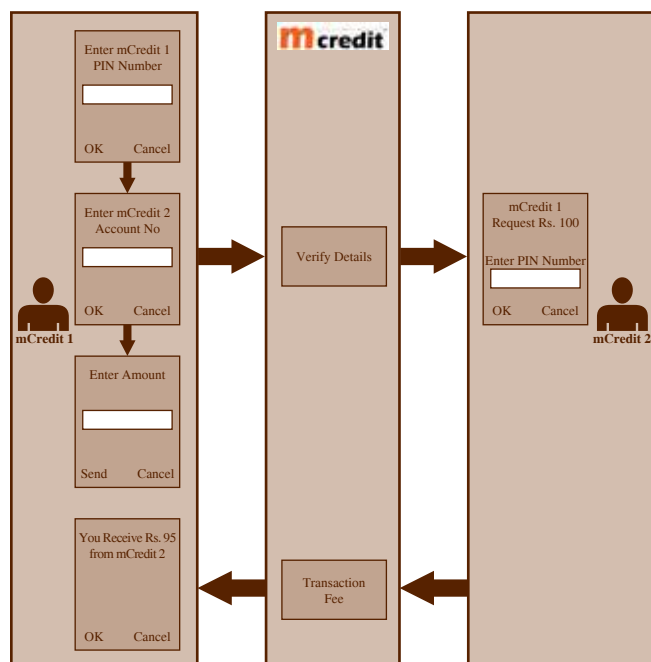 Enter mCredit 1
PIN Number
OK Cancel
Enter mCredit 2
Account No
OK Cancel
mCredit 1
Enter Amount
Send Cancel
You Receive Rs. 95
from mCredit 2
OK Cancel
mcredit
Verify Details
Transaction
Fee
mCredit 1
Request Rs. 100
Enter PIN Number
OK Cancel
mCredit 2